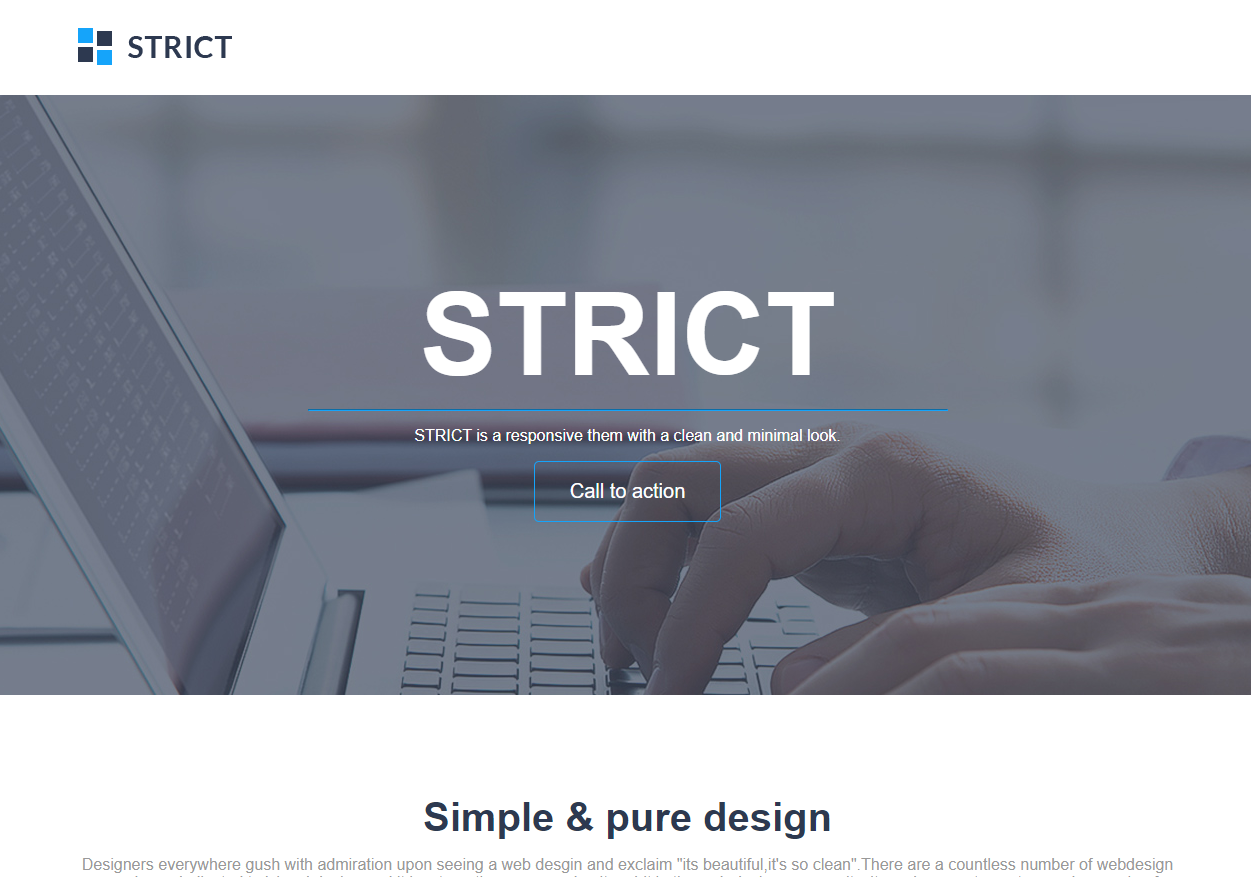 STRICT
STRICT
STRICT is a responsive them with a clean and minimal look.
Call to action
Simple & pure design
Designers everywhere gush with admiration upon seeing a web desgin and exclaim "its beautiful,it's so clean".There are a countless number of webdesign